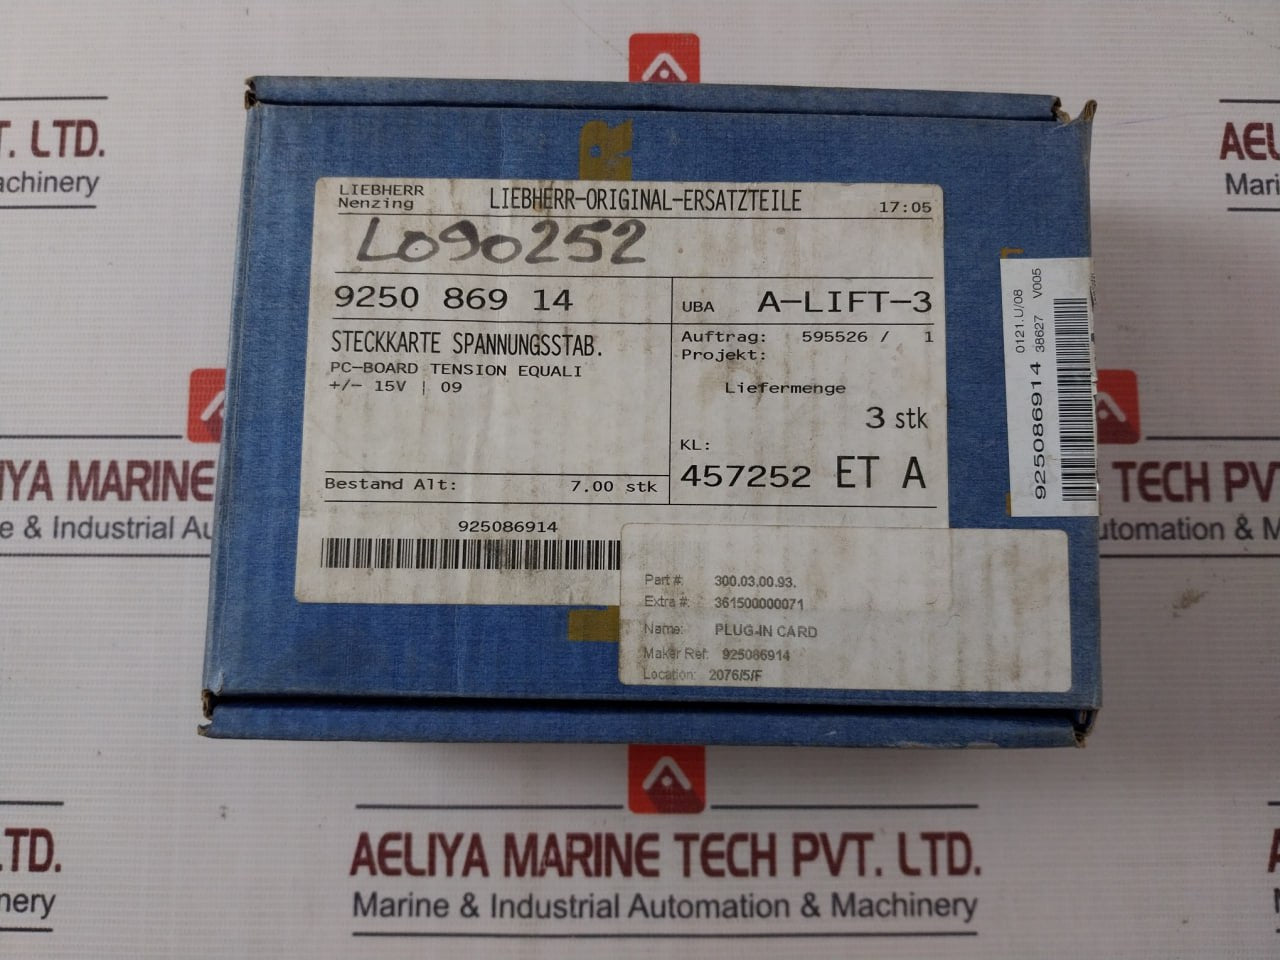 T. LTD.
achinery
AEL
Mari
LIEBHERR
Nenzing
LIEBHERR-ORIGINAL-ERSATZTEILE
17:05
L090252
9250 869 14
UBA A-LIFT-3
STECKKARTE SPANNUNGSSTAB.
PC-BOARD TENSION EQUALI
+/- 15V | 09
Auftrag: 595526 / 1
Projekt:
Liefermenge
3 stk
KL:
457252 ET A
Bestand Alt: 7.00 stk
925086914
0121.U/08
38627 V005
925086914
Part #: 300.03.00.93.
Extra #: 361500000071
Name: PLUG-IN CARD
Maker Ref: 925086914
Location: 2076/5/F
IYA MARINE
e & Industrial Au
TECH PVT
utomation & M
R
AELIYA MARINE TECH PVT. LTD.
Marine & Industrial Automation & Machinery
LTD.
nery